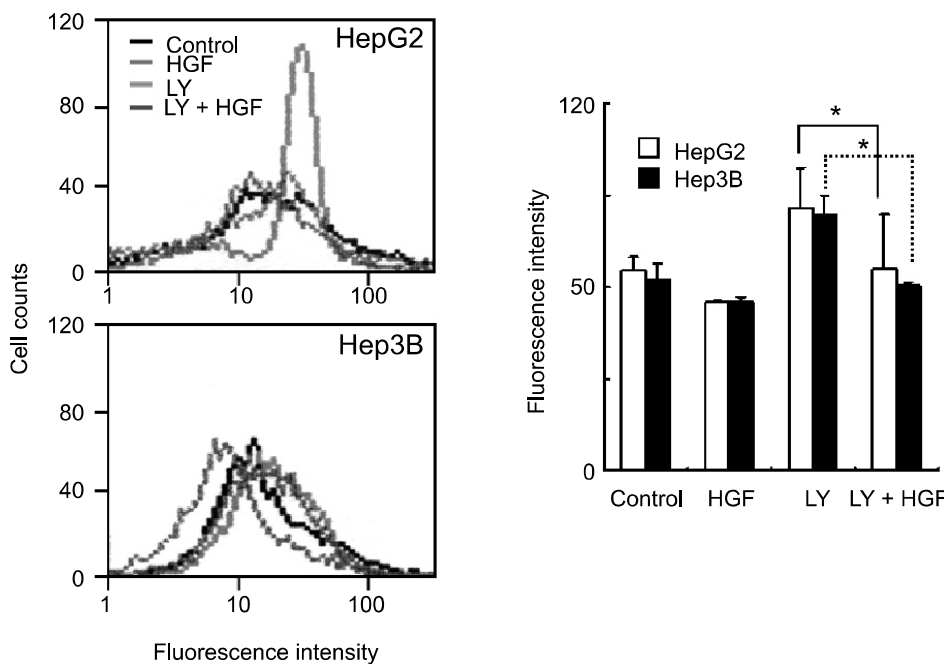 120
80
40
0
Control
HGF
LY
LY + HGF
HepG2
1
10
100
Cell counts
120
80
40
0
Hep3B
1
10
100
Fluorescence intensity
Fluorescence intensity
120
50
0
HepG2
Hep3B
*
*
Control
HGF
LY
LY + HGF